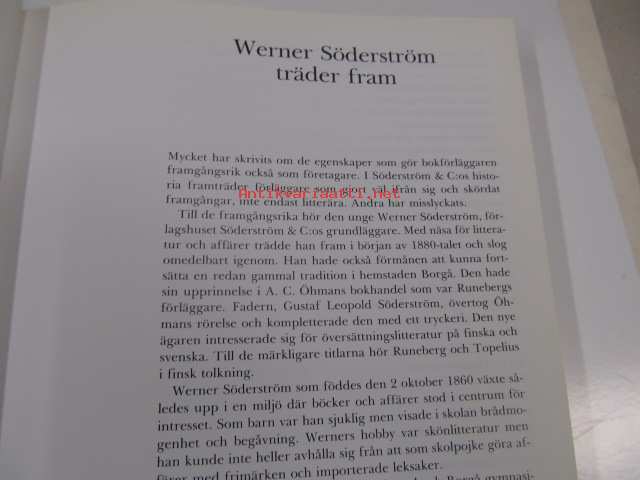 Werner Söderström
träder fram
Mycket har skrivits om de egenskaper som gör bokförläggaren
framgångsrik också som företagare. I Söderström & C:os histo-
ria framträder förläggare som gjort väl ifrån sig och skördat
Antikvariaatti.net
framgångar, inte endast litterära. Andra har misslyckats.
Till de framgångsrika hör den unge Werner Söderström, för-
lagshuset Söderström & C:os grundläggare. Med näsa för littera-
tur och affärer trädde han fram i början av 1880-talet och slog
omedelbart igenom. Han hade också förmånen att kunna fort-
sätta en redan gammal tradition i hemstaden Borgå. Den hade
sin upprinnelse i A. C. Öhmans bokhandel som var Runebergs
förläggare. Fadern, Gustaf Leopold Söderström, övertog Öh-
mans rörelse och kompletterade den med ett tryckeri. Den nye
ägaren intresserade sig för översättningslitteratur på finska och
svenska. Till de märkligare titlarna hör Runeberg och Topelius
i finsk tolkning.
Werner Söderström som föddes den 2 oktober 1860 växte så-
ledes upp i en miljö där böcker och affärer stod i centrum för
intresset. Som barn var han sjuklig men visade i skolan brådmo-
genhet och begåvning. Werners hobby var skönlitteratur men
han kunde inte heller avhålla sig från att som skolpojke göra af-
färer med frimärken och importerade leksaker.
Borgå gymnasi-